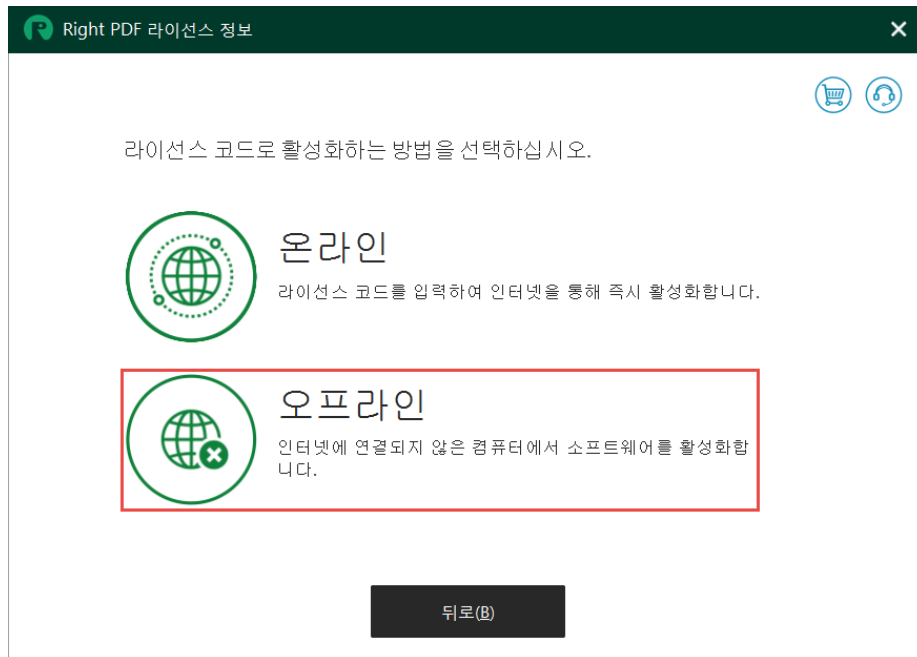 Right PDF 라이선스 정보
라이선스 코드로 활성화하는 방법을 선택하십시오.
온라인
라이선스 코드를 입력하여 인터넷을 통해 즉시 활성화합니다.
오프라인
인터넷에 연결되지 않은 컴퓨터에서 소프트웨어를 활성화합
니다.
뒤로(B)